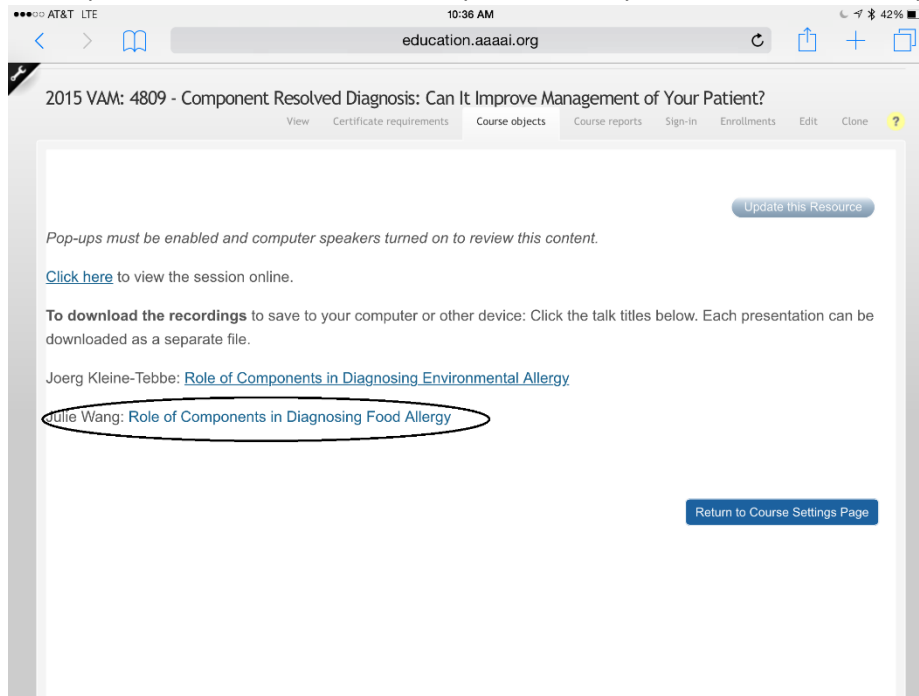 AT&T LTE 10:36 AM 42%
education.aaaai.org
2015 VAM: 4809 - Component Resolved Diagnosis: Can It Improve Management of Your Patient?
View Certificate requirements Course objects Course reports Sign-in Enrollments Edit Clone ?
Update this Resource
Pop-ups must be enabled and computer speakers turned on to review this content.
Click here to view the session online.
To download the recordings to save to your computer or other device: Click the talk titles below. Each presentation can be
downloaded as a separate file.
Joerg Kleine-Tebbe: Role of Components in Diagnosing Environmental Allergy
Julie Wang: Role of Components in Diagnosing Food Allergy
Return to Course Settings Page